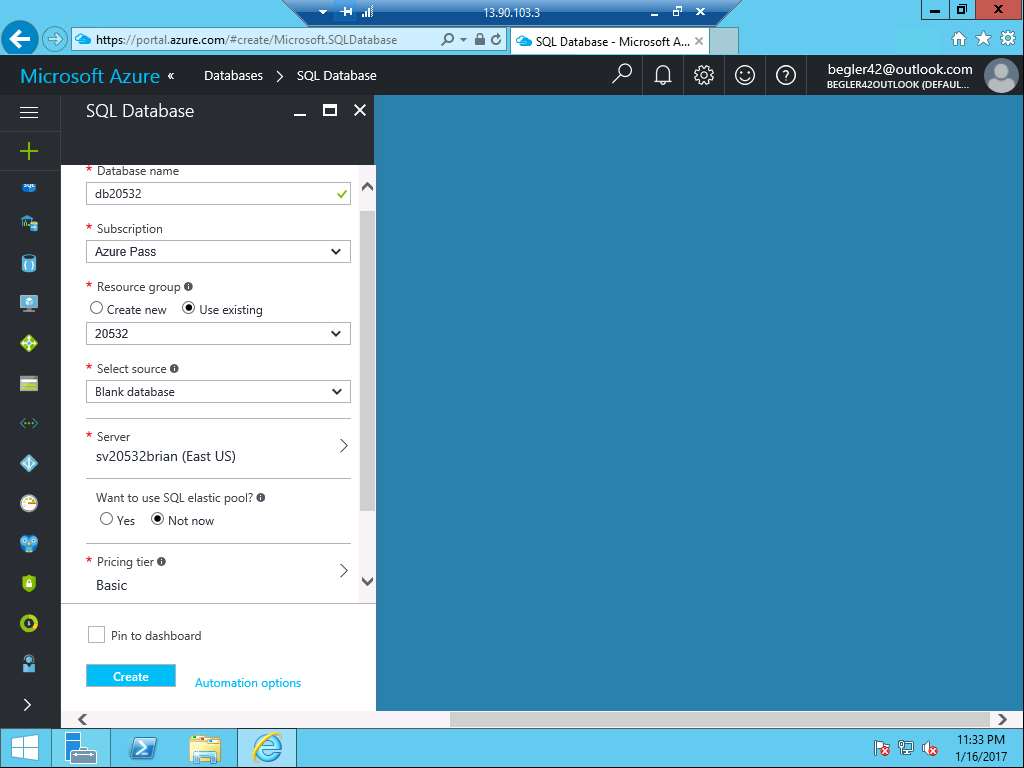 13.90.103.3
https://portal.azure.com/#create/Microsoft.SQLDatabase
SQL Database - Microsoft A...
Microsoft Azure «
Databases > SQL Database
begler42@outlook.com
BEGLER42OUTLOOK (DEFAUL...
SQL Database
* Database name
db20532
* Subscription
Azure Pass
* Resource group
Create new Use existing
20532
* Select source
Blank database
* Server
sv20532brian (East US)
Want to use SQL elastic pool?
Yes Not now
* Pricing tier
Basic
Pin to dashboard
Create
Automation options
SQL
11:33 PM
1/16/2017